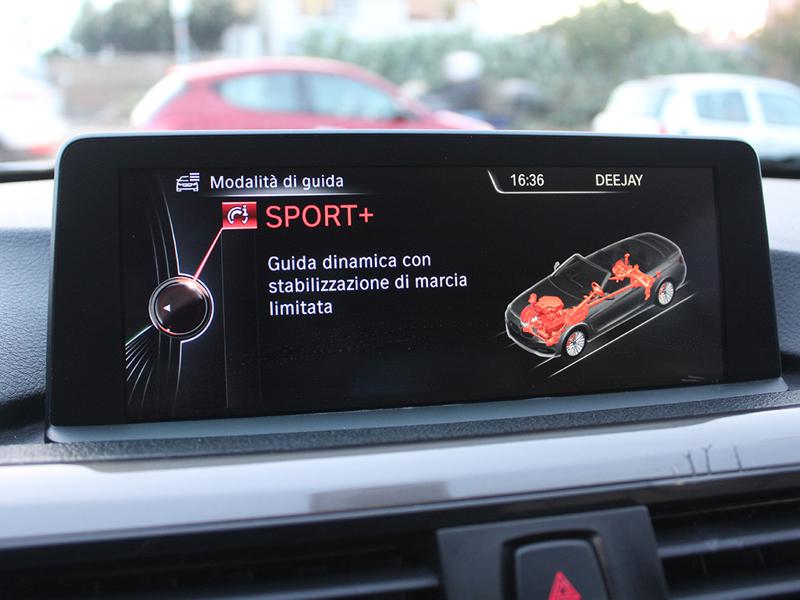 Modalità di guida
16:36 DEEJAY
SPORT+
Guida dinamica con
stabilizzazione di marcia
limitata